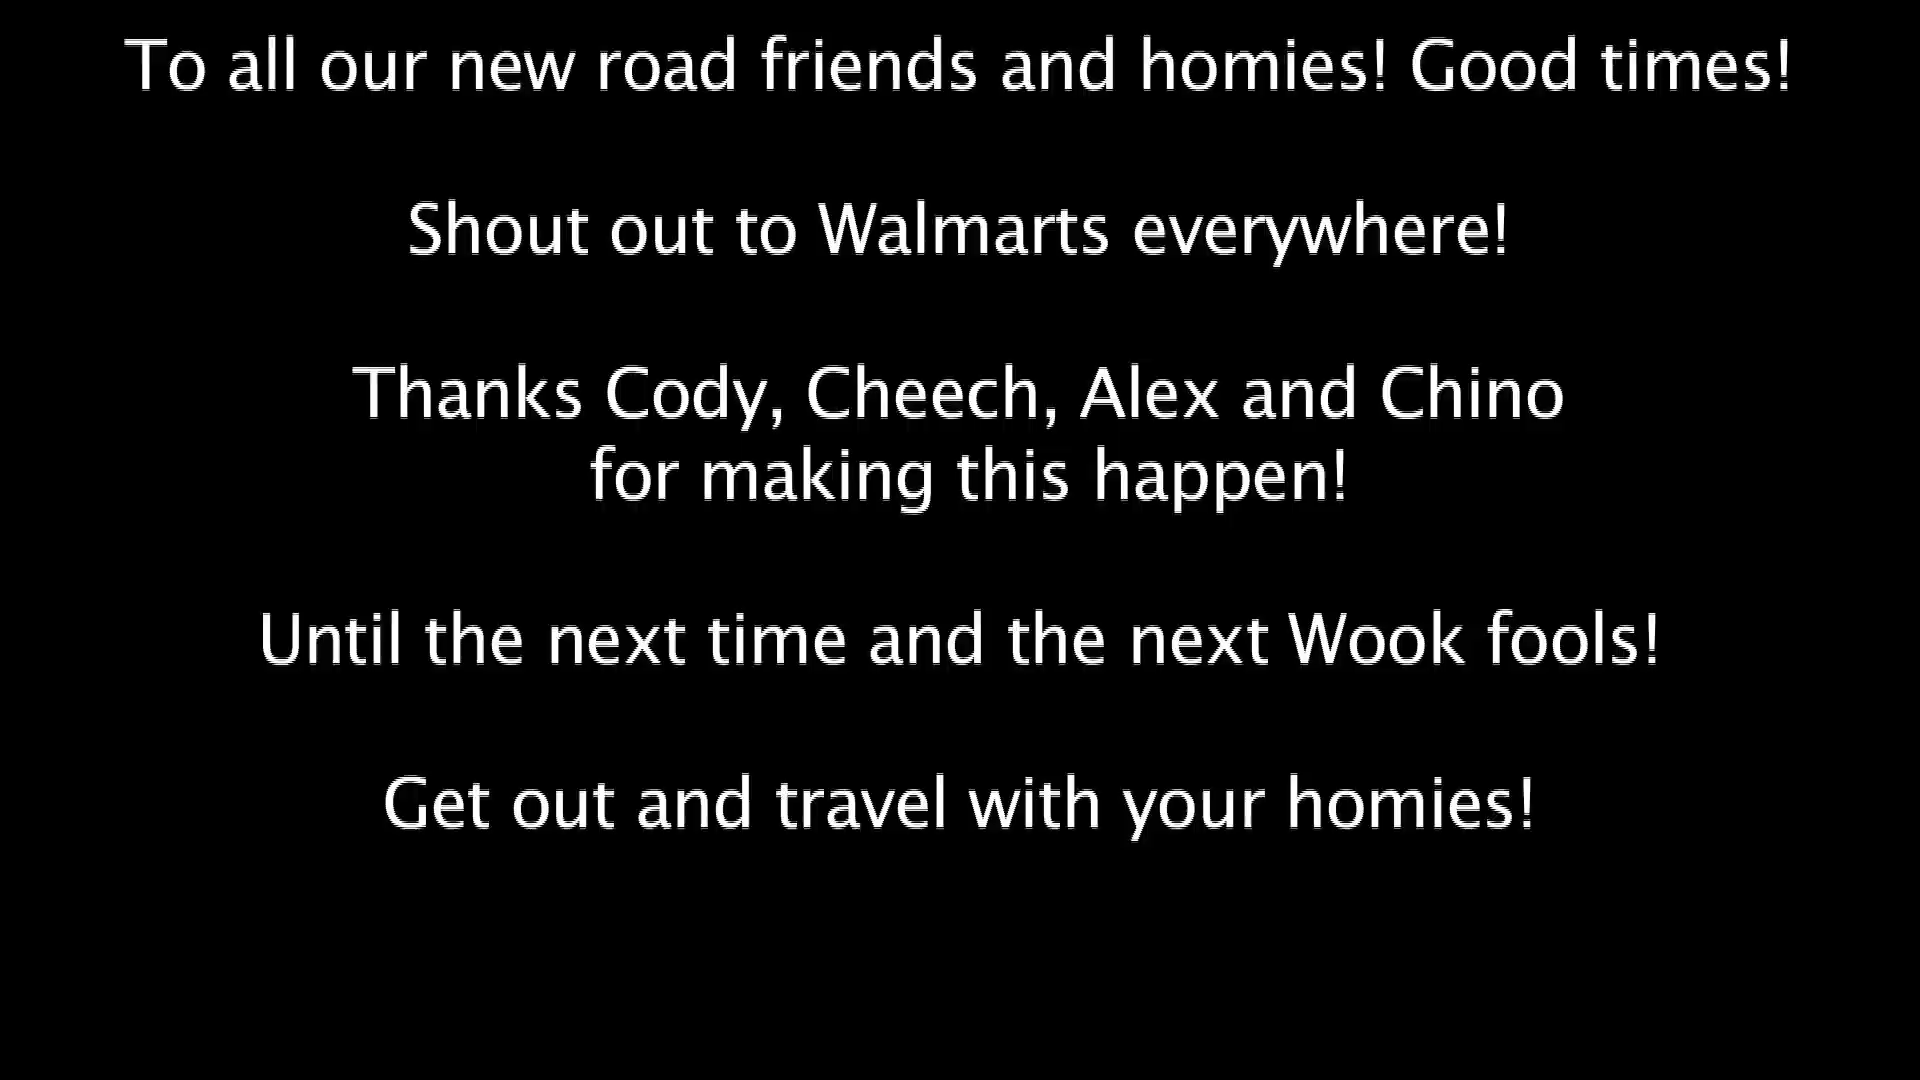 To all our new road friends and homies! Good times!
Shout out to Walmarts everywhere!
Thanks Cody, Cheech, Alex and Chino
for making this happen!
Until the next time and the next Wook fools!
Get out and travel with your homies!